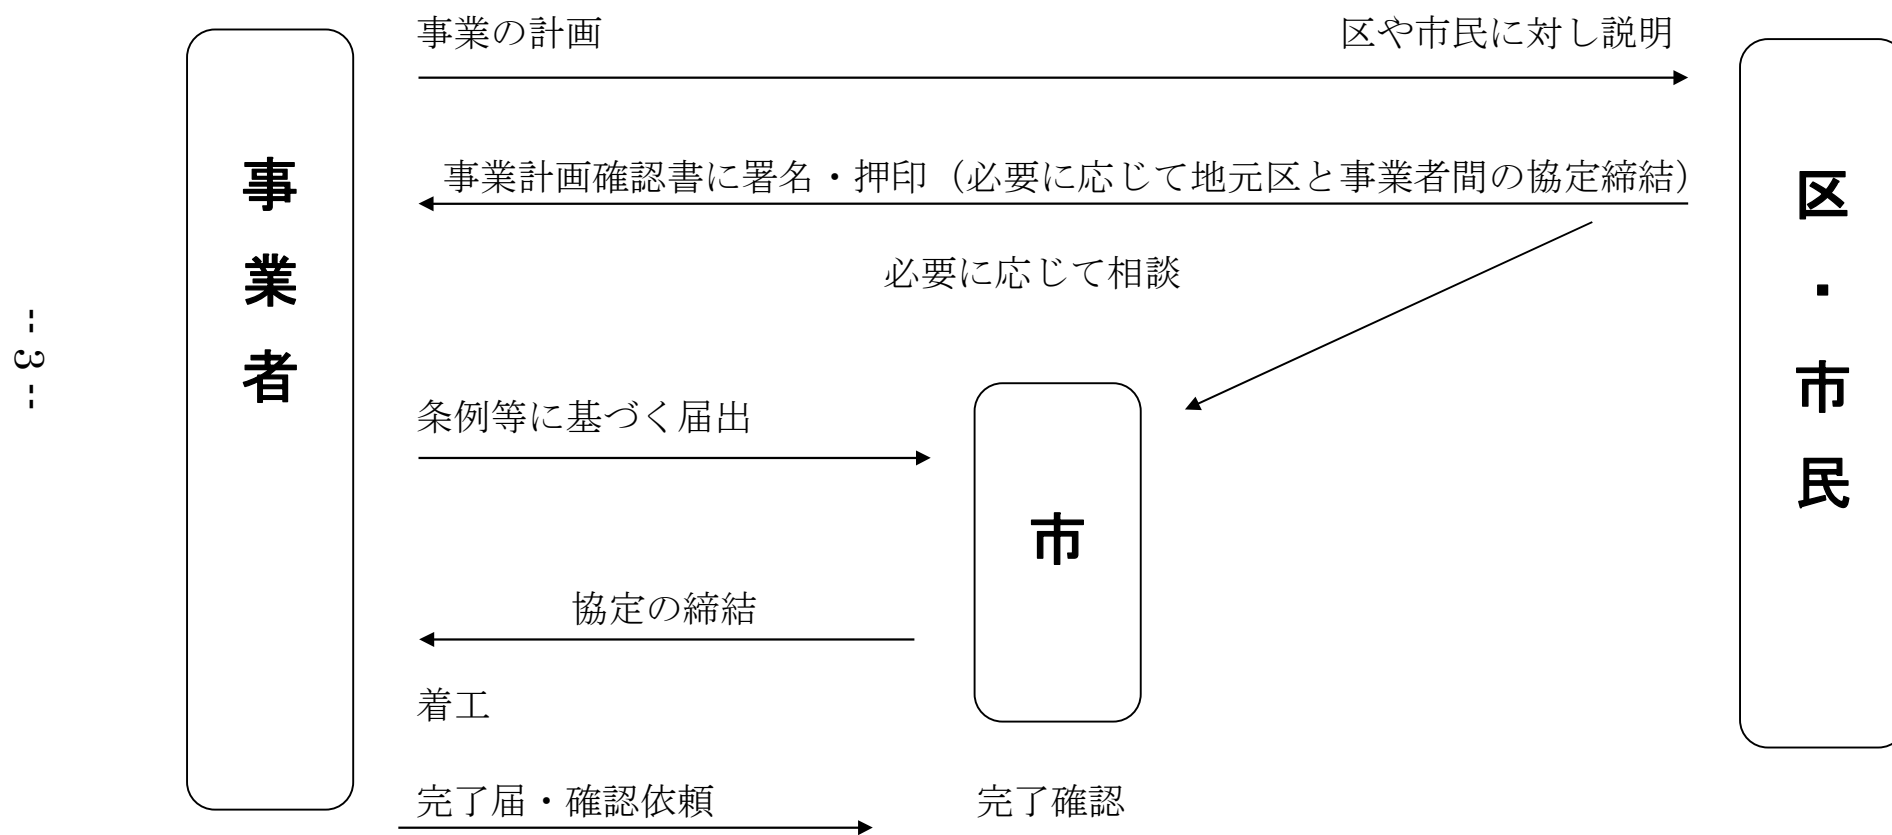 事業の計画
区や市民に対し説明
事業計画確認書に署名・押印（必要に応じて地元区と事業者間の協定締結）
事業者
区・市民
必要に応じて相談
条例等に基づく届出
市
協定の締結
着工
完了届・確認依頼
完了確認
-- 3 --